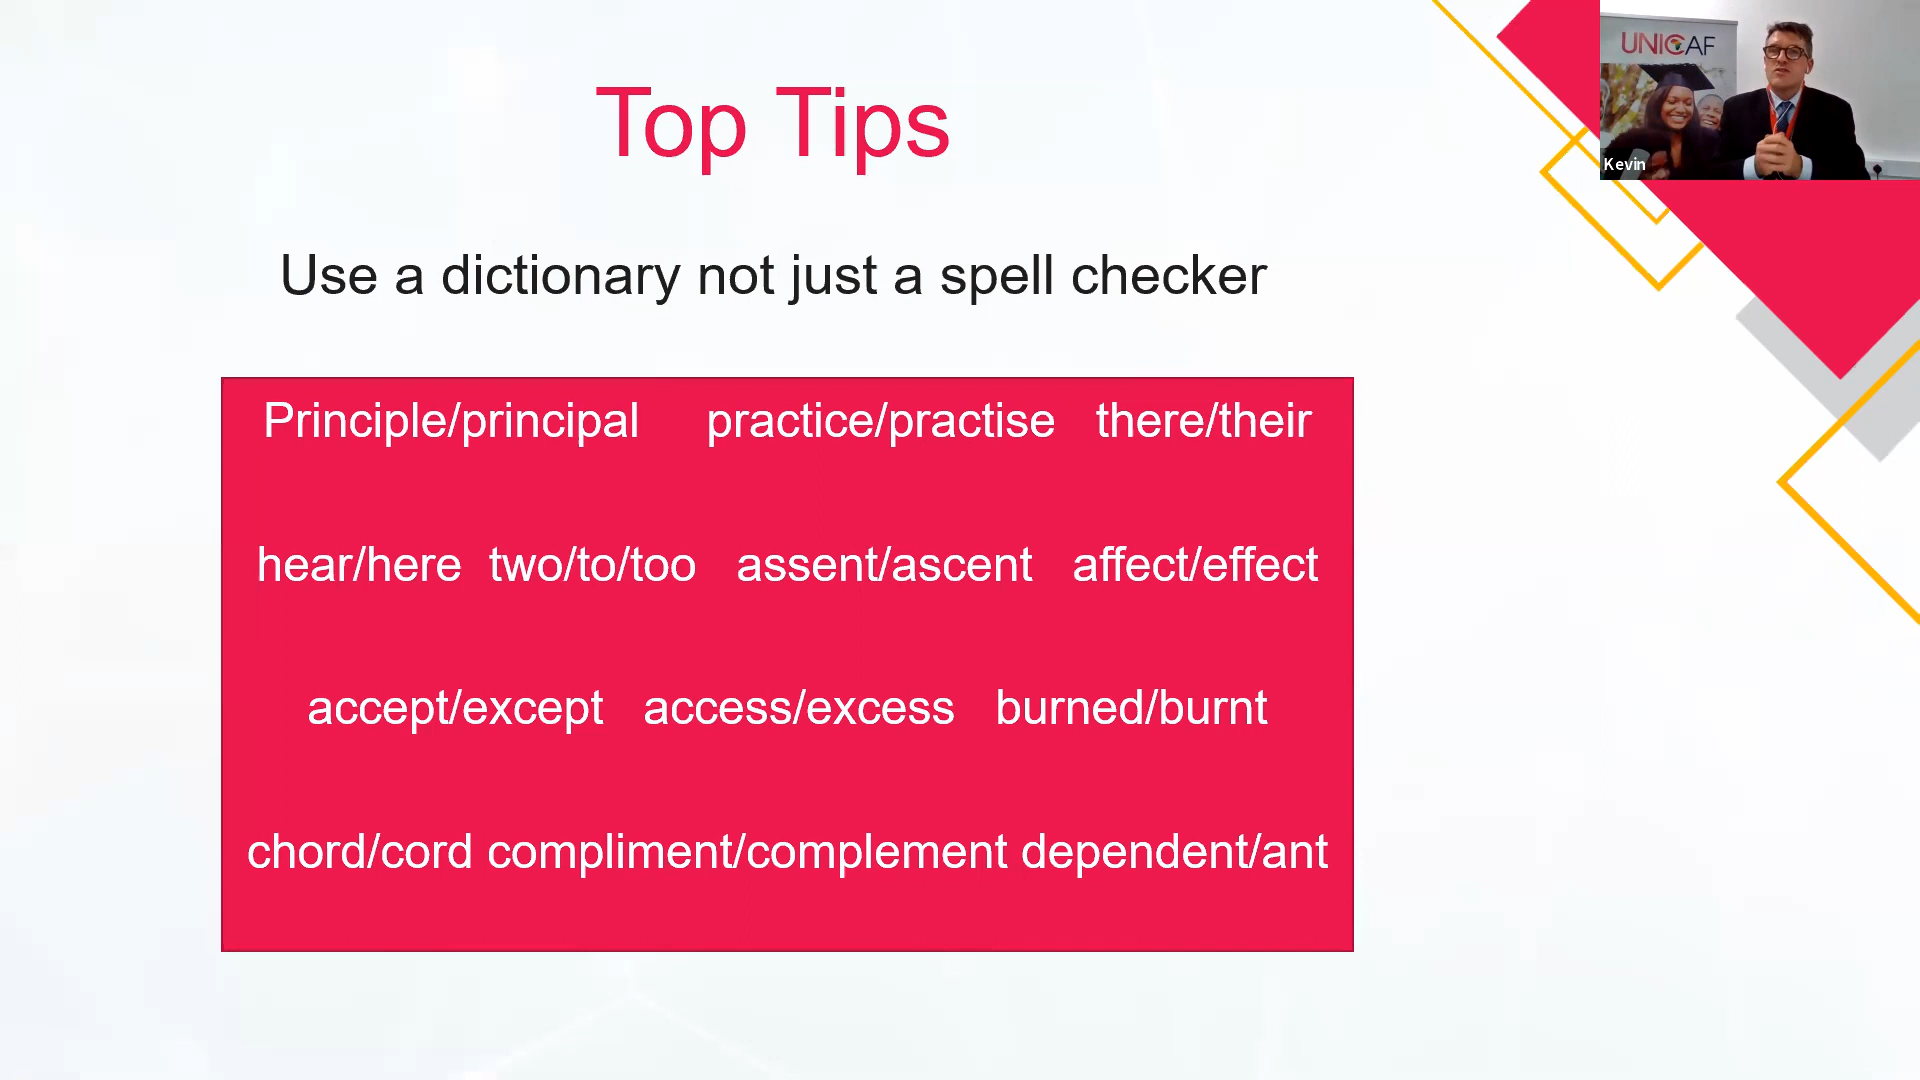 Top Tips
UNICAF
Kevin
Use a dictionary not just a spell checker
Principle/principal practice/practise there/their
hear/here two/to/too assent/ascent affect/effect
accept/except access/excess burned/burnt
chord/cord compliment/complement dependent/ant